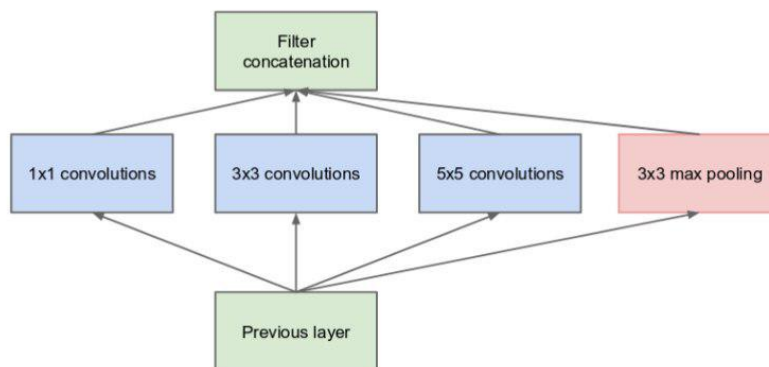 Filter
concatenation
1x1 convolutions
3x3 convolutions
5x5 convolutions
3x3 max pooling
Previous layer